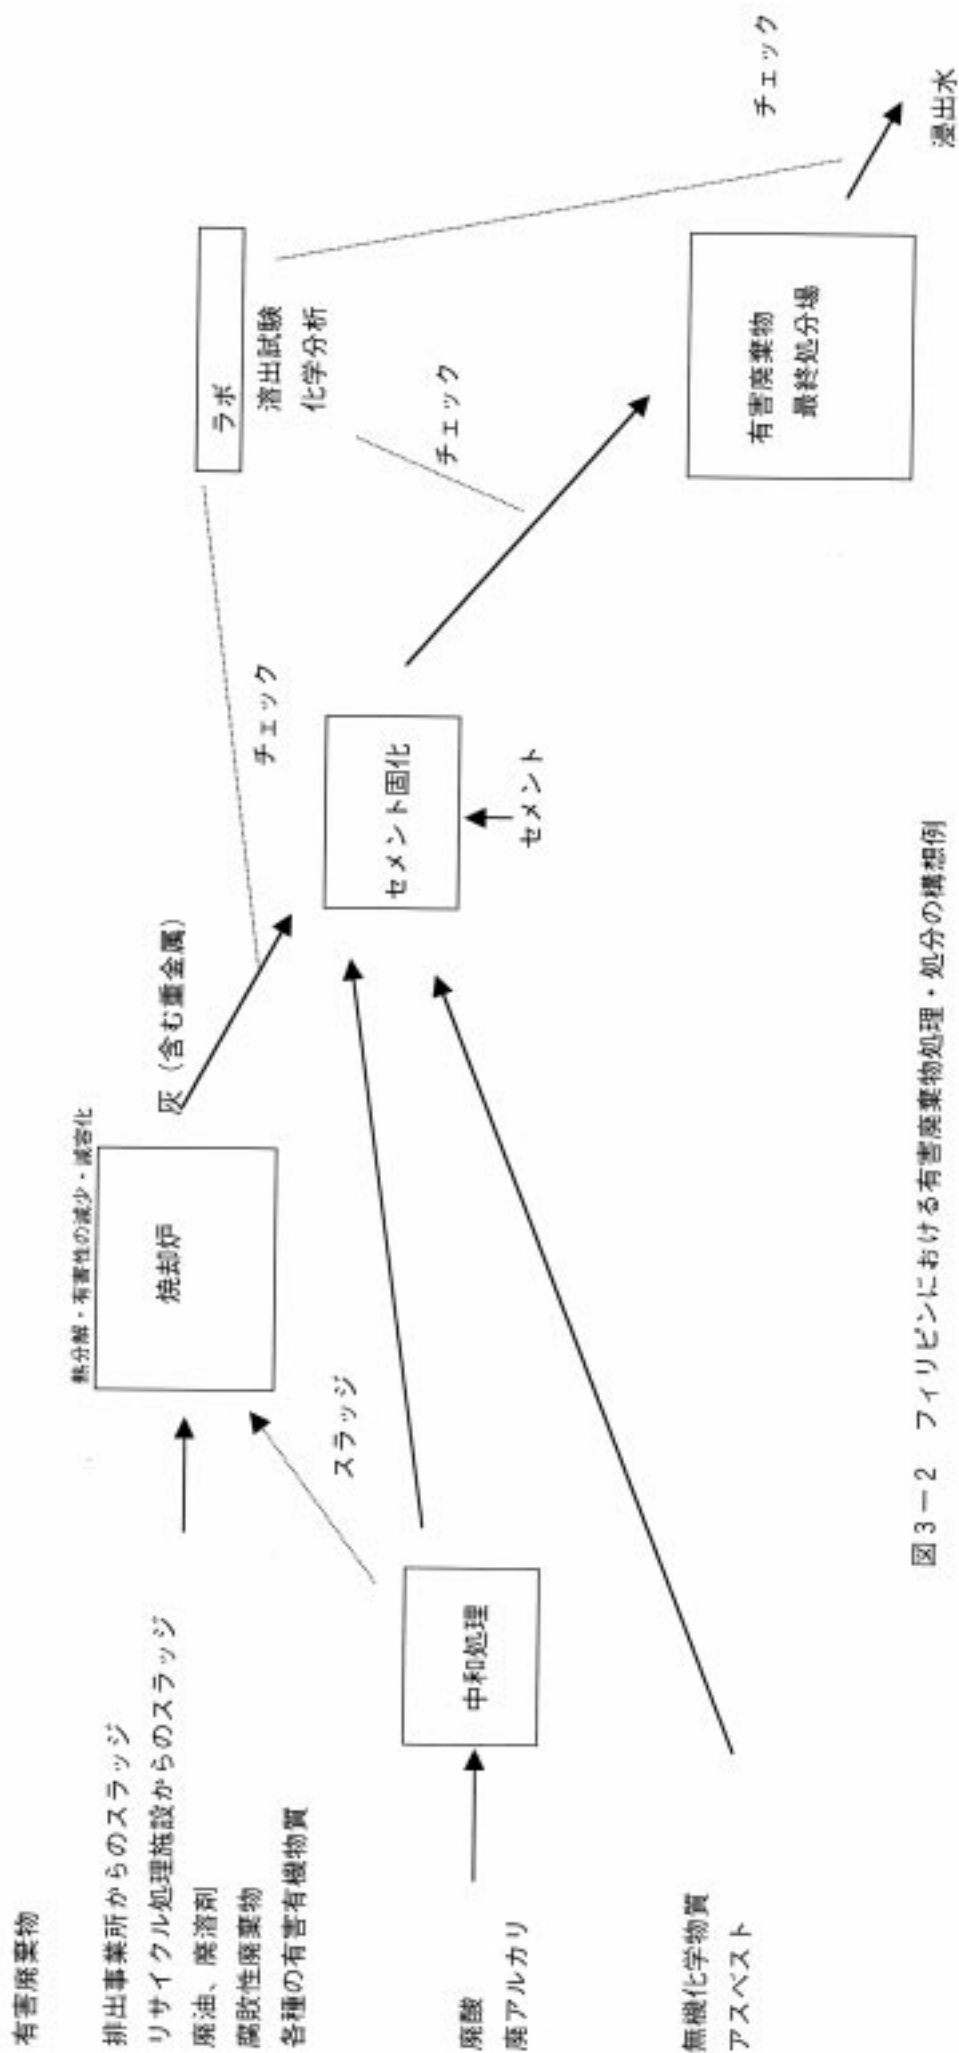 有害廃棄物
排出事業所からのスラッジ
リサイクル処理施設からのスラッジ
廃油、廃溶剤
腐敗性廃棄物
各種の有害有機物質
廃酸
廃アルカリ
無機化学物質
アスベスト
熱分解・有害性の減少・減容化
焼却炉
灰（含む重金属）
スラッジ
中和処理
チェック
セメント固化
セメント
ラボ
溶出試験
化学分析
チェック
有害廃棄物
最終処分場
チェック
浸出水
図３－２　フィリピンにおける有害廃棄物処理・処分の構想例